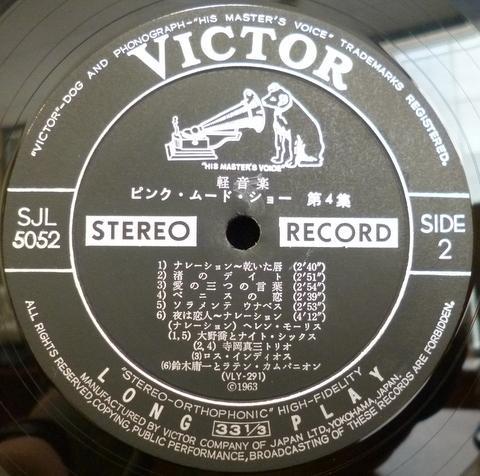 "VICTOR"–DOG AND PHONOGRAPH–"HIS MASTER'S VOICE" TRADEMARKS REGISTERED.
VICTOR
"HIS MASTER'S VOICE"
軽音楽
ピンク・ムード・ショー 第4集
SJL
5052
STEREO RECORD
SIDE
2
1) ナレーション〜乾いた唇 (2'40")
2) 渚のデイト (2'51")
3) 愛の三つの言葉 (2'54")
4) ベニスの恋 (2'39")
5) ソラメンテ ウナベス (2'53")
6) 夜は恋人〜ナレーション (4'12")
(ナレーション) ヘレン・モーリス
(1,5) 大野喬とナイト・シックス
(2,4) 寺岡真三トリオ
(3) ロス・インディオス
(6) 鈴木庸一とラテン・カムパニオン
(VLY-291)
©1963
"STEREO-ORTHOPHONIC" HIGH-FIDELITY
LONG 33 1/3 PLAY
MANUFACTURED BY VICTOR COMPANY OF JAPAN LTD. YOKOHAMA, JAPAN.
ALL RIGHTS RESERVED. COPYING, PUBLIC PERFORMANCE, BROADCASTING OF THESE RECORDS ARE FORBIDDEN.